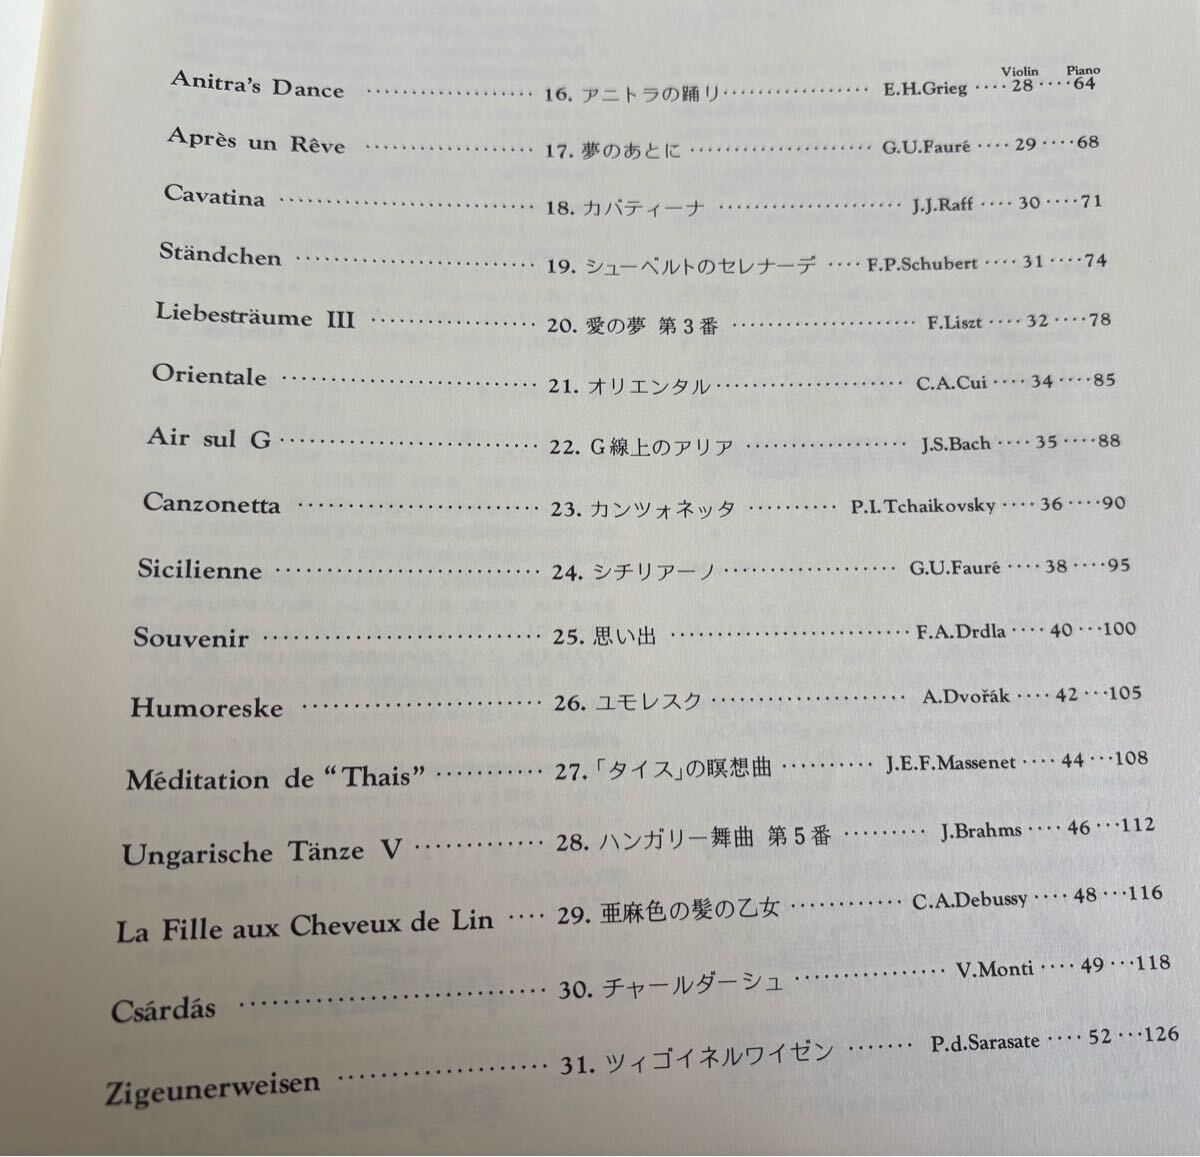 Violin Piano
Anitra's Dance ·················· 16. アニトラの踊り ·················· E.H.Grieg ···· 28 ···· 64
Après un Rêve ·················· 17. 夢のあとに ·················· G.U.Fauré ···· 29 ···· 68
Cavatina ·················· 18. カバティーナ ·················· J.J.Raff ···· 30 ···· 71
Ständchen ·················· 19. シューベルトのセレナーデ ···· F.P.Schubert ···· 31 ···· 74
Liebesträume III ·················· 20. 愛の夢 第3番 ·················· F.Liszt ···· 32 ···· 78
Orientale ·················· 21. オリエンタル ·················· C.A.Cui ···· 34 ···· 85
Air sul G ·················· 22. G線上のアリア ·················· J.S.Bach ···· 35 ···· 88
Canzonetta ·················· 23. カンツォネッタ ·········· P.I.Tchaikovsky ···· 36 ···· 90
Sicilienne ·················· 24. シチリアーノ ·················· G.U.Fauré ···· 38 ···· 95
Souvenir ·················· 25. 思い出 ·················· F.A.Drdla ···· 40 ··· 100
Humoreske ·················· 26. ユモレスク ·················· A.Dvořák ···· 42 ··· 105
Méditation de “Thais” ··········· 27. 「タイス」の瞑想曲 ·········· J.E.F.Massenet ···· 44 ··· 108
Ungarische Tänze V ············· 28. ハンガリー舞曲 第5番 ········· J.Brahms ···· 46 ··· 112
La Fille aux Cheveux de Lin ···· 29. 亜麻色の髪の乙女 ············ C.A.Debussy ···· 48 ··· 116
Csárdás ·················· 30. チャールダーシュ ················ V.Monti ···· 49 ··· 118
Zigeunerweisen ·················· 31. ツィゴイネルワイゼン ······· P.d.Sarasate ···· 52 ··· 126